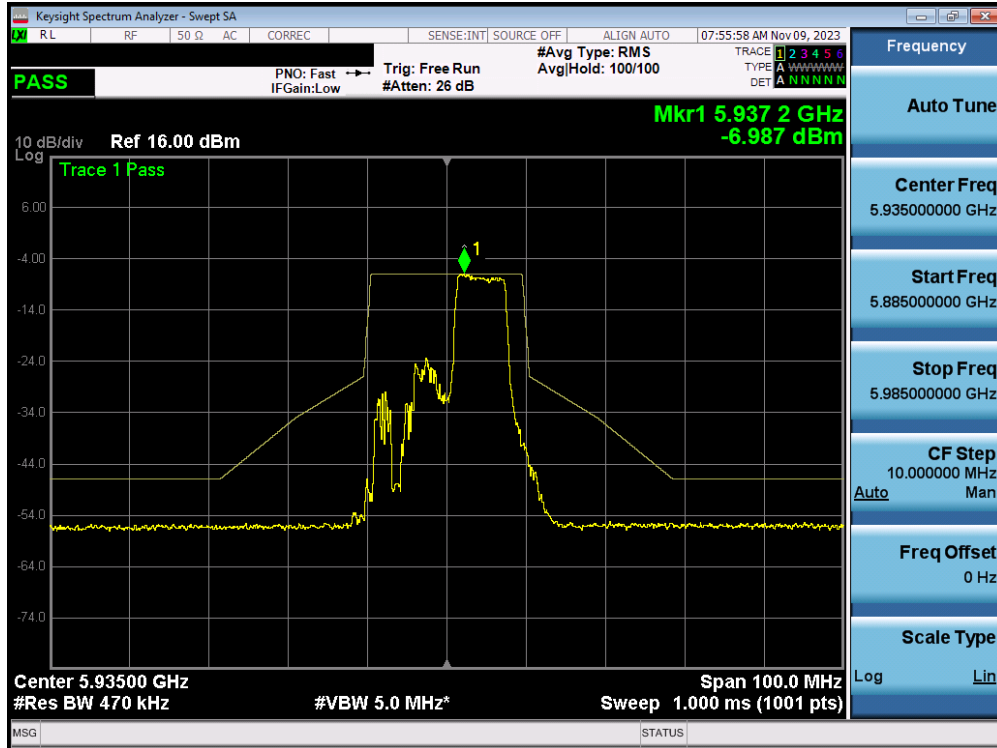 Keysight Spectrum Analyzer - Swept SA
LXI RL RF 50 Ω AC CORREC SENSE:INT SOURCE OFF ALIGN AUTO 07:55:58 AM Nov 09, 2023
PASS
PNO: Fast
IFGain:Low
Trig: Free Run
#Atten: 26 dB
#Avg Type: RMS
Avg|Hold: 100/100
TRACE 1 2 3 4 5 6
TYPE A WWWWW
DET A N N N N N
Mkr1 5.937 2 GHz
-6.987 dBm
10 dB/div Ref 16.00 dBm
Log
Trace 1 Pass
1
6.00
-4.00
-14.0
-24.0
-34.0
-44.0
-54.0
-64.0
-74.0
Center 5.93500 GHz Span 100.0 MHz
#Res BW 470 kHz #VBW 5.0 MHz* Sweep 1.000 ms (1001 pts)
MSG STATUS
Frequency
Auto Tune
Center Freq
5.935000000 GHz
Start Freq
5.885000000 GHz
Stop Freq
5.985000000 GHz
CF Step
10.000000 MHz
Auto Man
Freq Offset
0 Hz
Scale Type
Log Lin